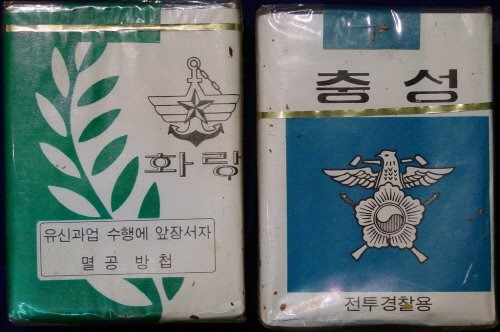 화랑
유신과업 수행에 앞장서자
멸공 방첩
충성
전투경찰용